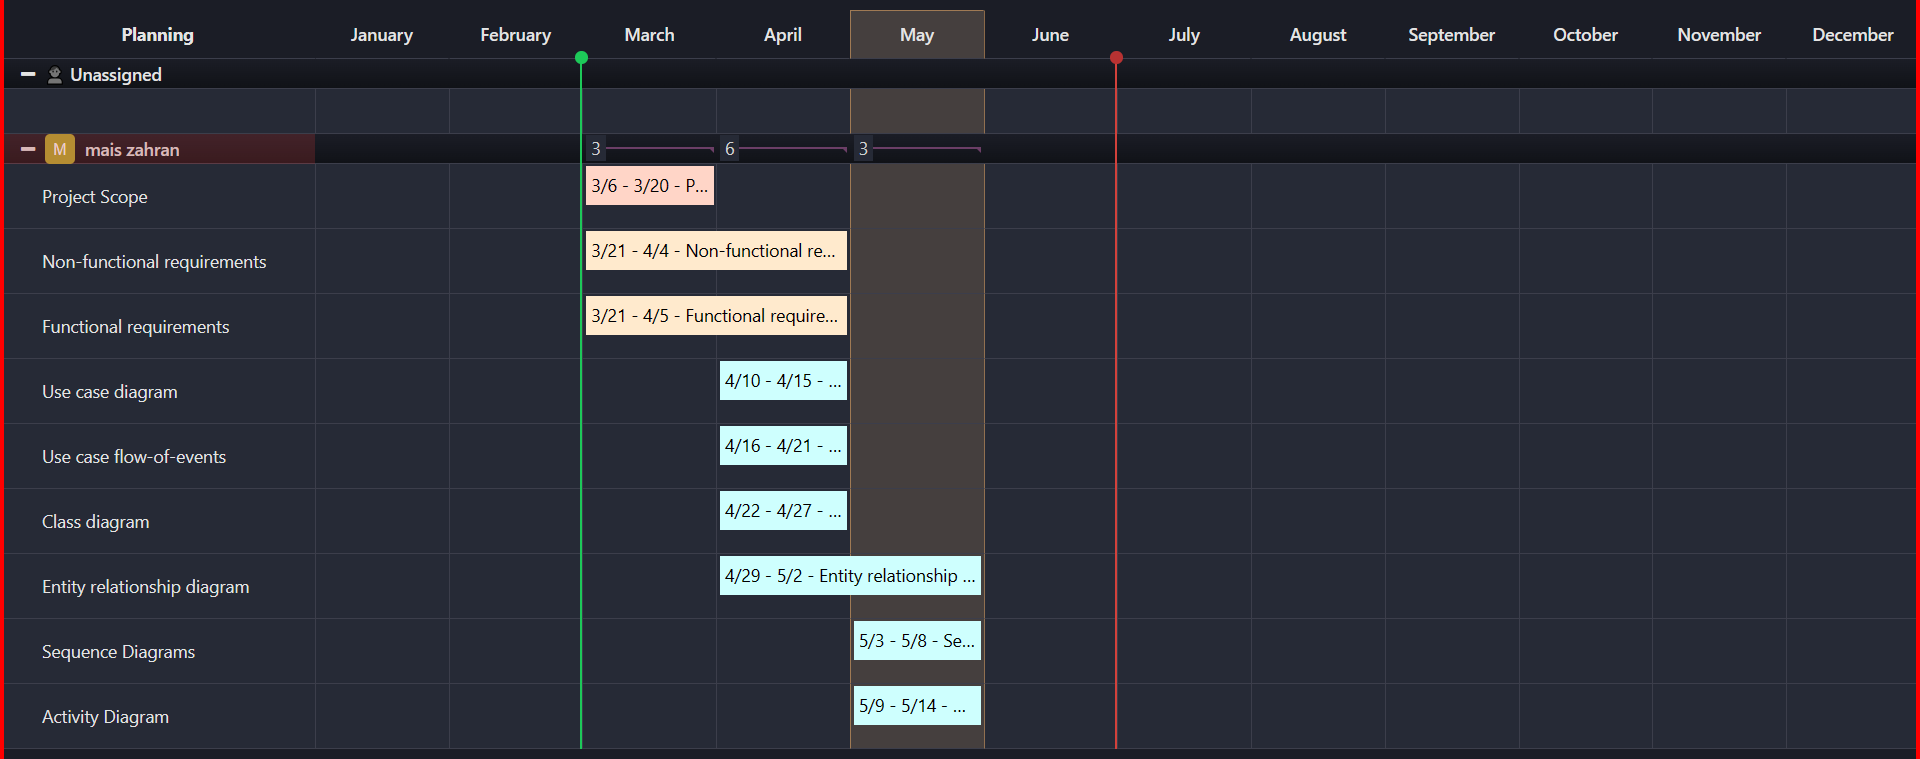 Planning January February March April May June July August September October November December
Unassigned
M mais zahran 3 6 3
Project Scope 3/6 - 3/20 - P...
Non-functional requirements 3/21 - 4/4 - Non-functional re...
Functional requirements 3/21 - 4/5 - Functional require...
Use case diagram 4/10 - 4/15 - ...
Use case flow-of-events 4/16 - 4/21 - ...
Class diagram 4/22 - 4/27 - ...
Entity relationship diagram 4/29 - 5/2 - Entity relationship ...
Sequence Diagrams 5/3 - 5/8 - Se...
Activity Diagram 5/9 - 5/14 - ...